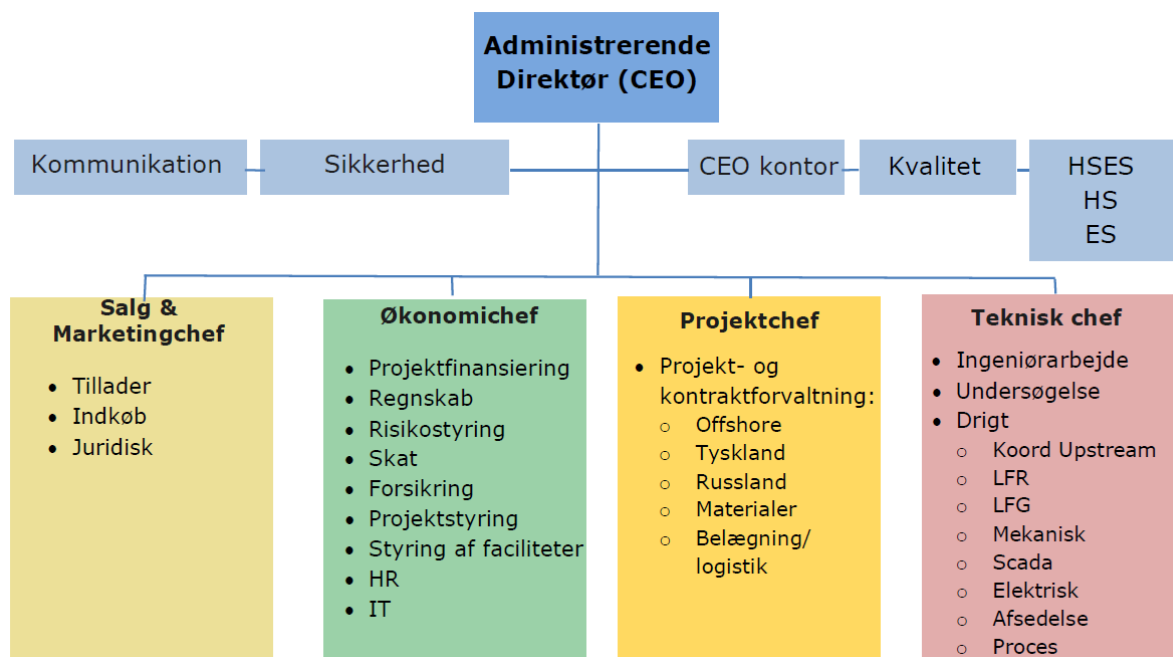 Administrerende
Direktør (CEO)
Kommunikation
Sikkerhed
CEO kontor
Kvalitet
HSES
HS
ES
Salg &
Marketingchef
• Tillader
• Indkøb
• Juridisk
Økonomichef
• Projektfinansiering
• Regnskab
• Risikostyring
• Skat
• Forsikring
• Projektstyring
• Styring af faciliteter
• HR
• IT
Projektchef
• Projekt- og
kontraktforvaltning:
o Offshore
o Tyskland
o Russland
o Materialer
o Belægning/
logistik
Teknisk chef
• Ingeniørarbejde
• Undersøgelse
• Drigt
o Koord Upstream
o LFR
o LFG
o Mekanisk
o Scada
o Elektrisk
o Afsedelse
o Proces